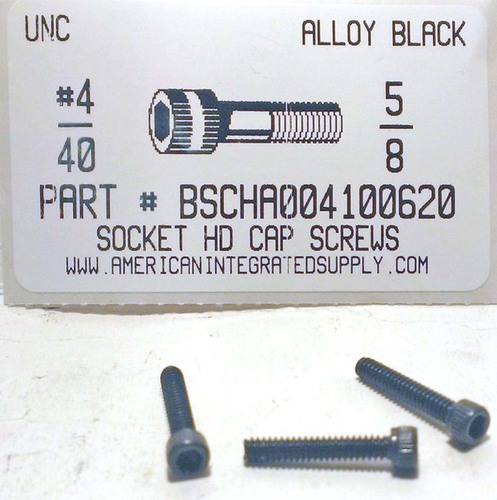 UNC ALLOY BLACK
#4 5
40 8
PART # BSCHA004100620
SOCKET HD CAP SCREWS
WWW.AMERICANINTEGRATEDSUPPLY.COM